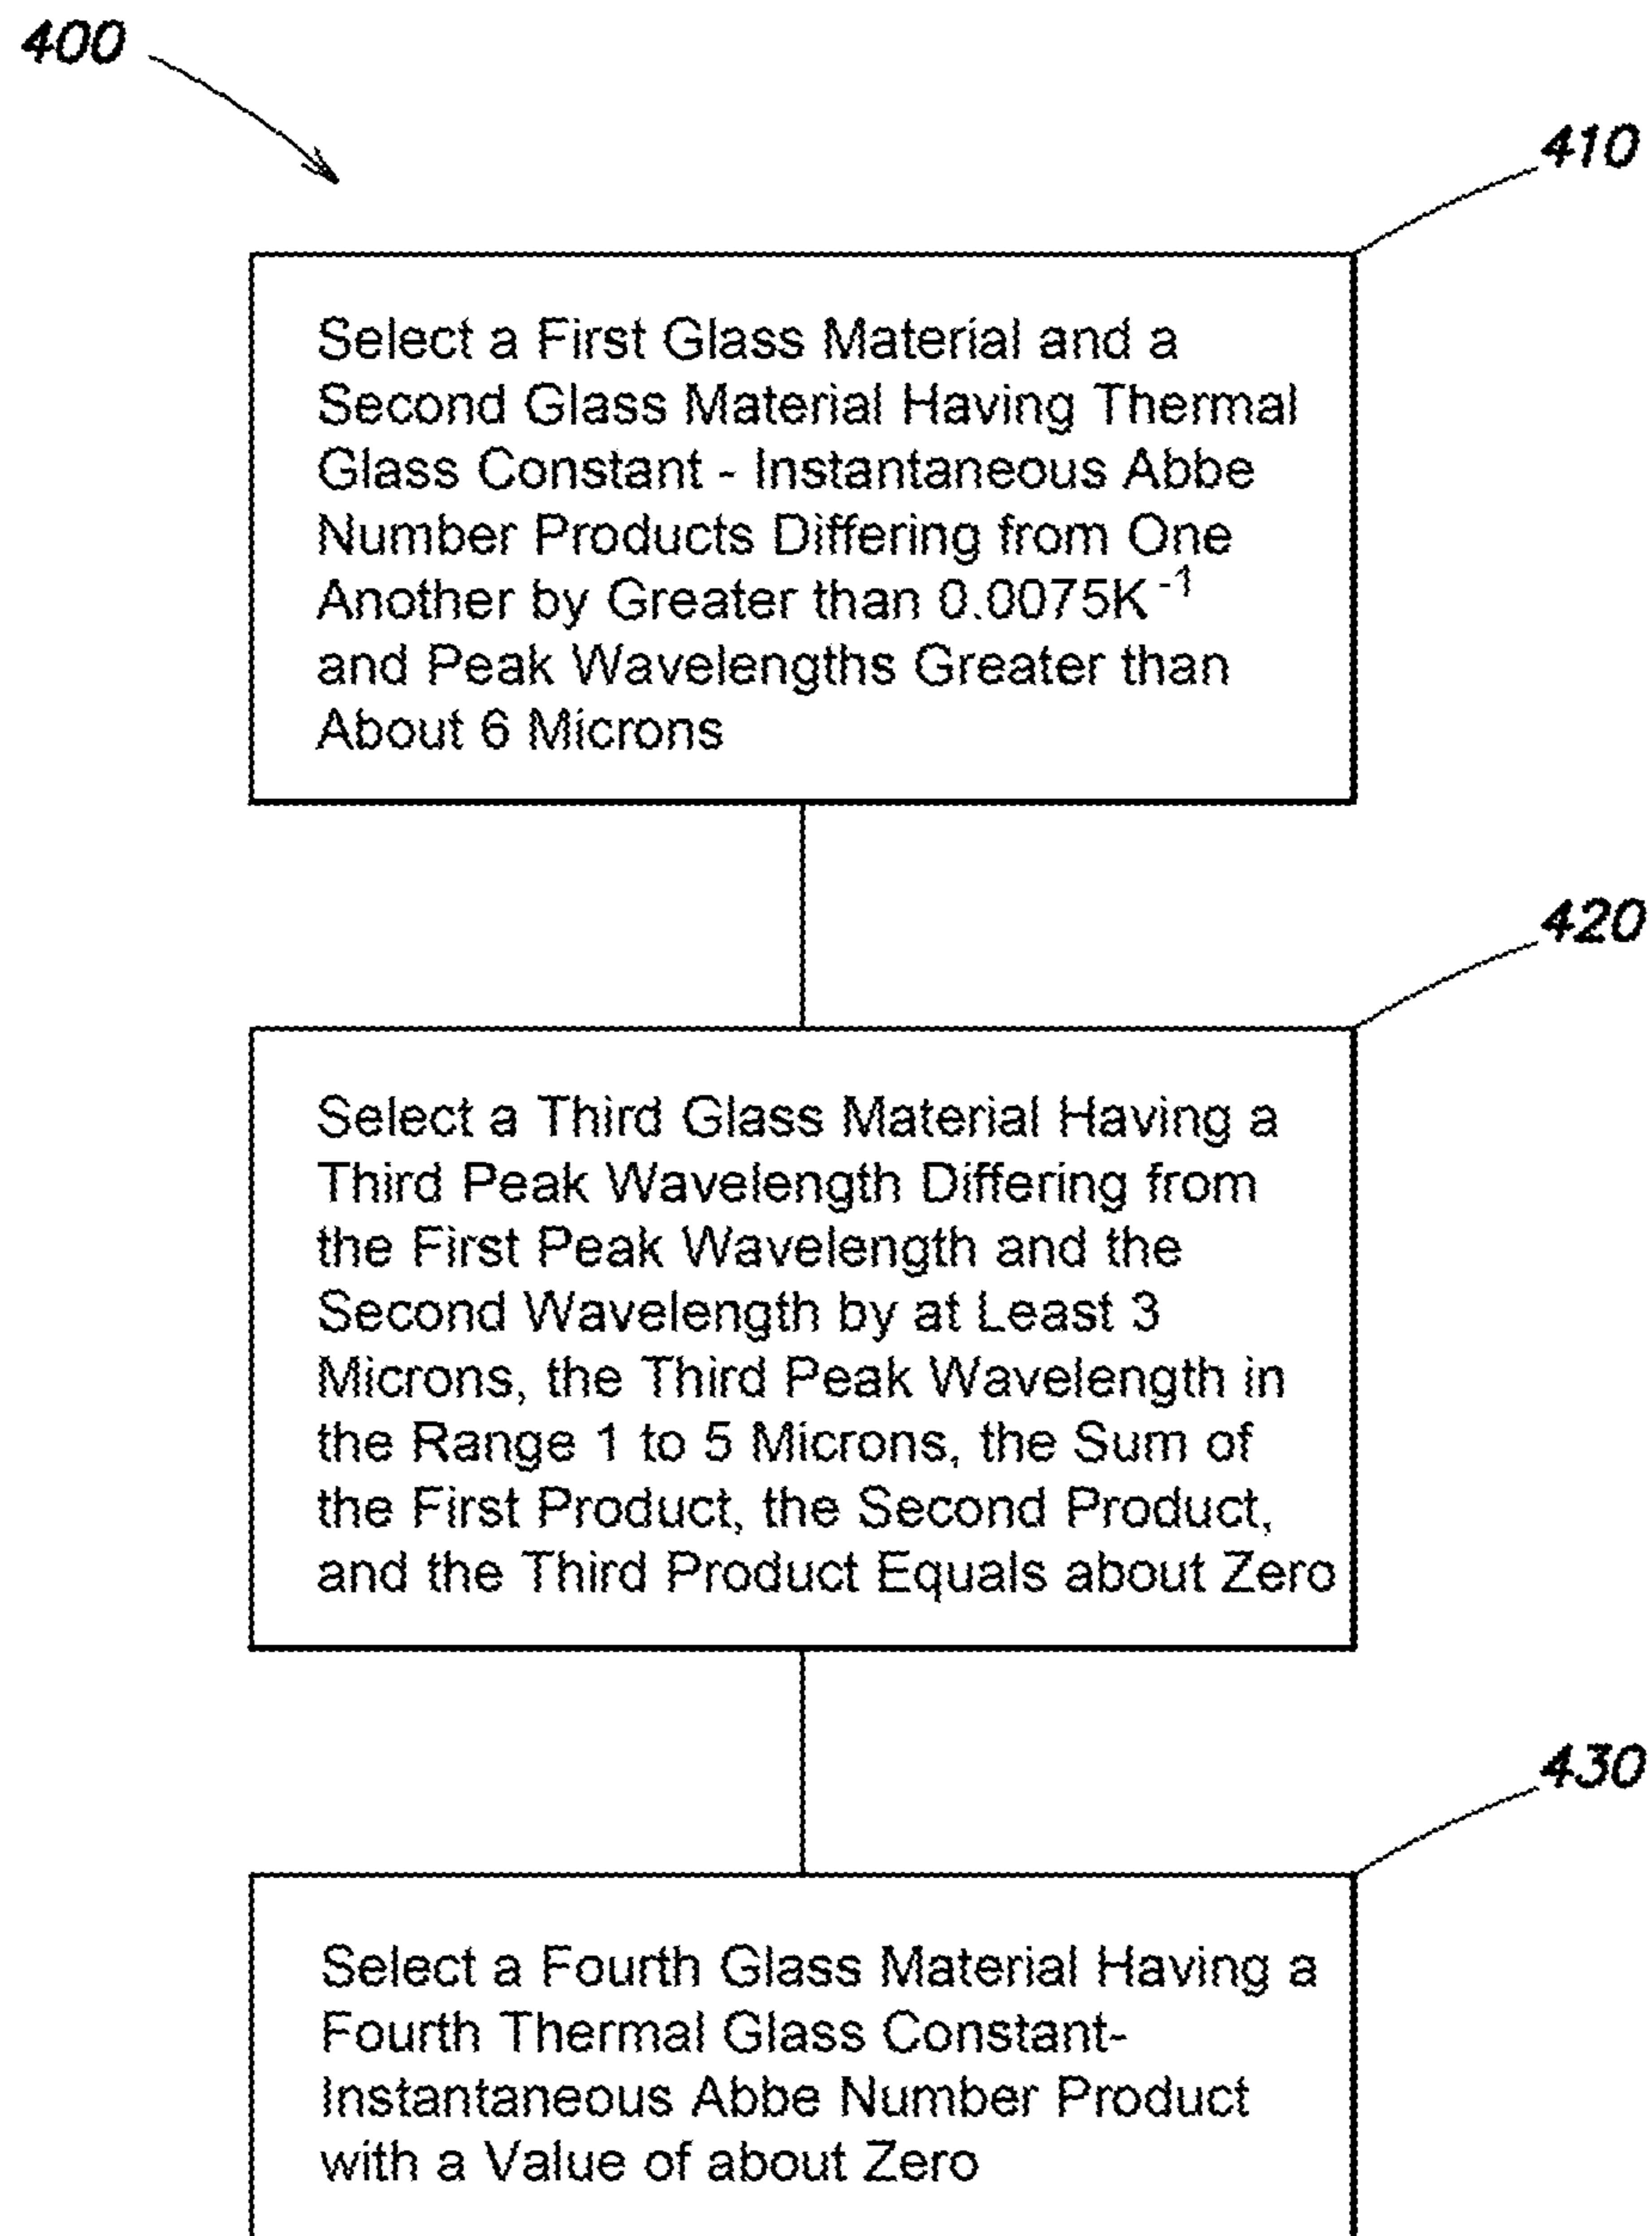 400
410
Select a First Glass Material and a
Second Glass Material Having Thermal
Glass Constant - Instantaneous Abbe
Number Products Differing from One
Another by Greater than 0.0075K⁻¹
and Peak Wavelengths Greater than
About 6 Microns
420
Select a Third Glass Material Having a
Third Peak Wavelength Differing from
the First Peak Wavelength and the
Second Wavelength by at Least 3
Microns, the Third Peak Wavelength in
the Range 1 to 5 Microns, the Sum of
the First Product, the Second Product,
and the Third Product Equals about Zero
430
Select a Fourth Glass Material Having a
Fourth Thermal Glass Constant-
Instantaneous Abbe Number Product
with a Value of about Zero